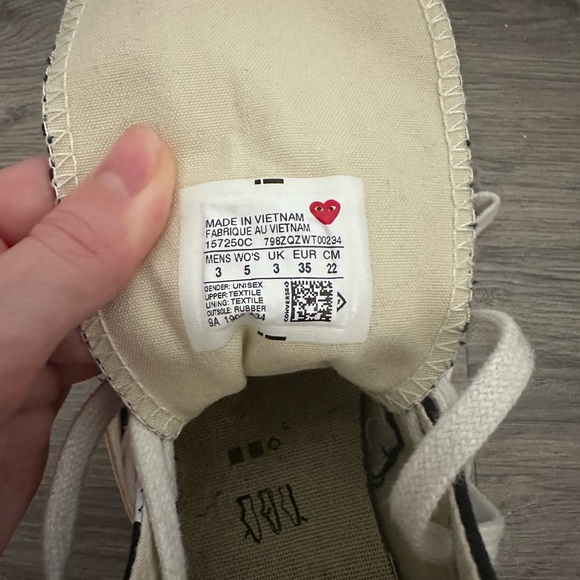 MADE IN VIETNAM
FABRIQUE AU VIETNAM
157250C 798ZQZWT00234
MENS WO'S UK EUR CM
3 5 3 35 22
GENDER: UNISEX
UPPER: TEXTILE
LINING: TEXTILE
OUTSOLE: RUBBER
9A
CONVERSE